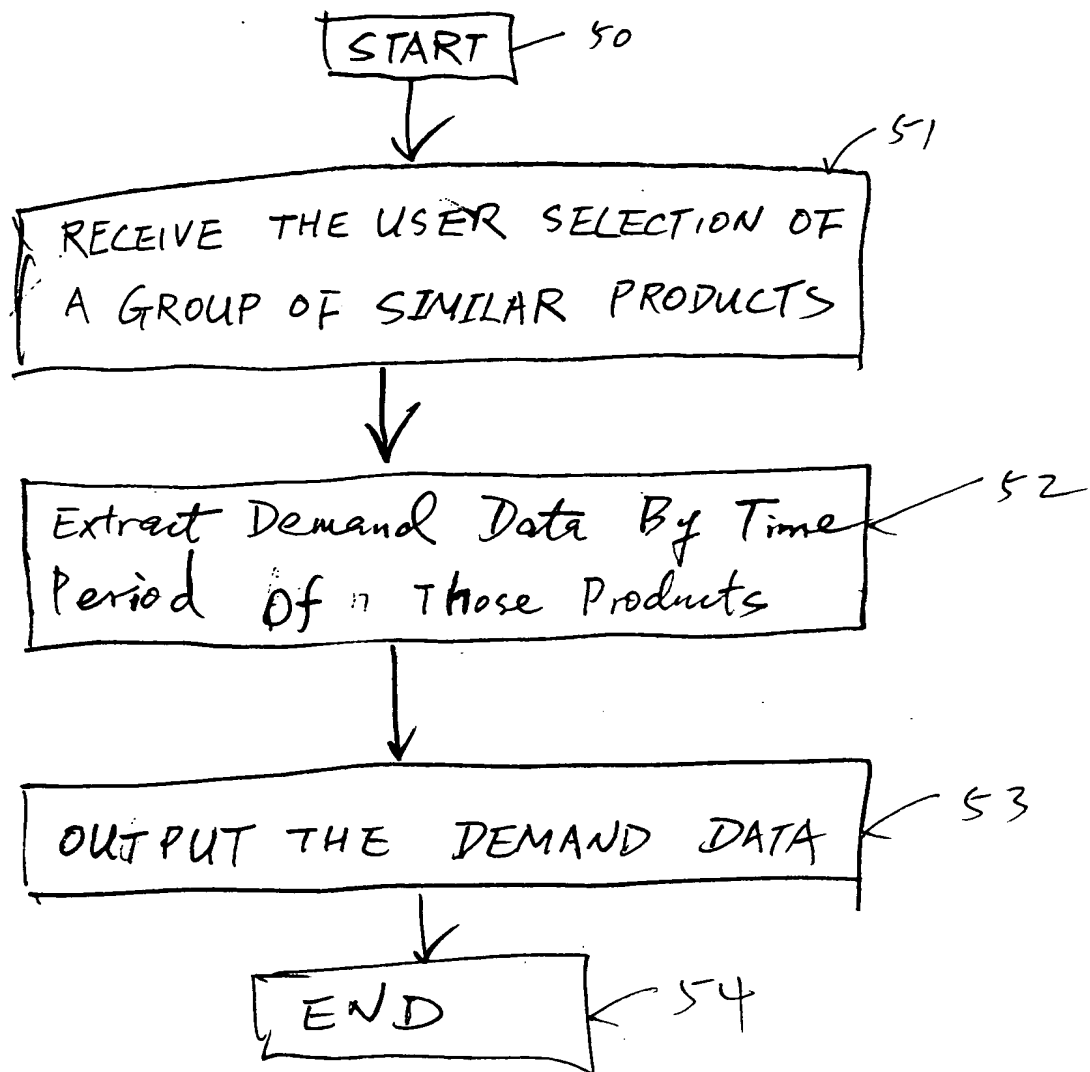 START 50
51
RECEIVE THE USER SELECTION OF
A GROUP OF SIMILAR PRODUCTS
52
Extract Demand Data By Time
Period Of Those Products
53
OUTPUT THE DEMAND DATA
END 54